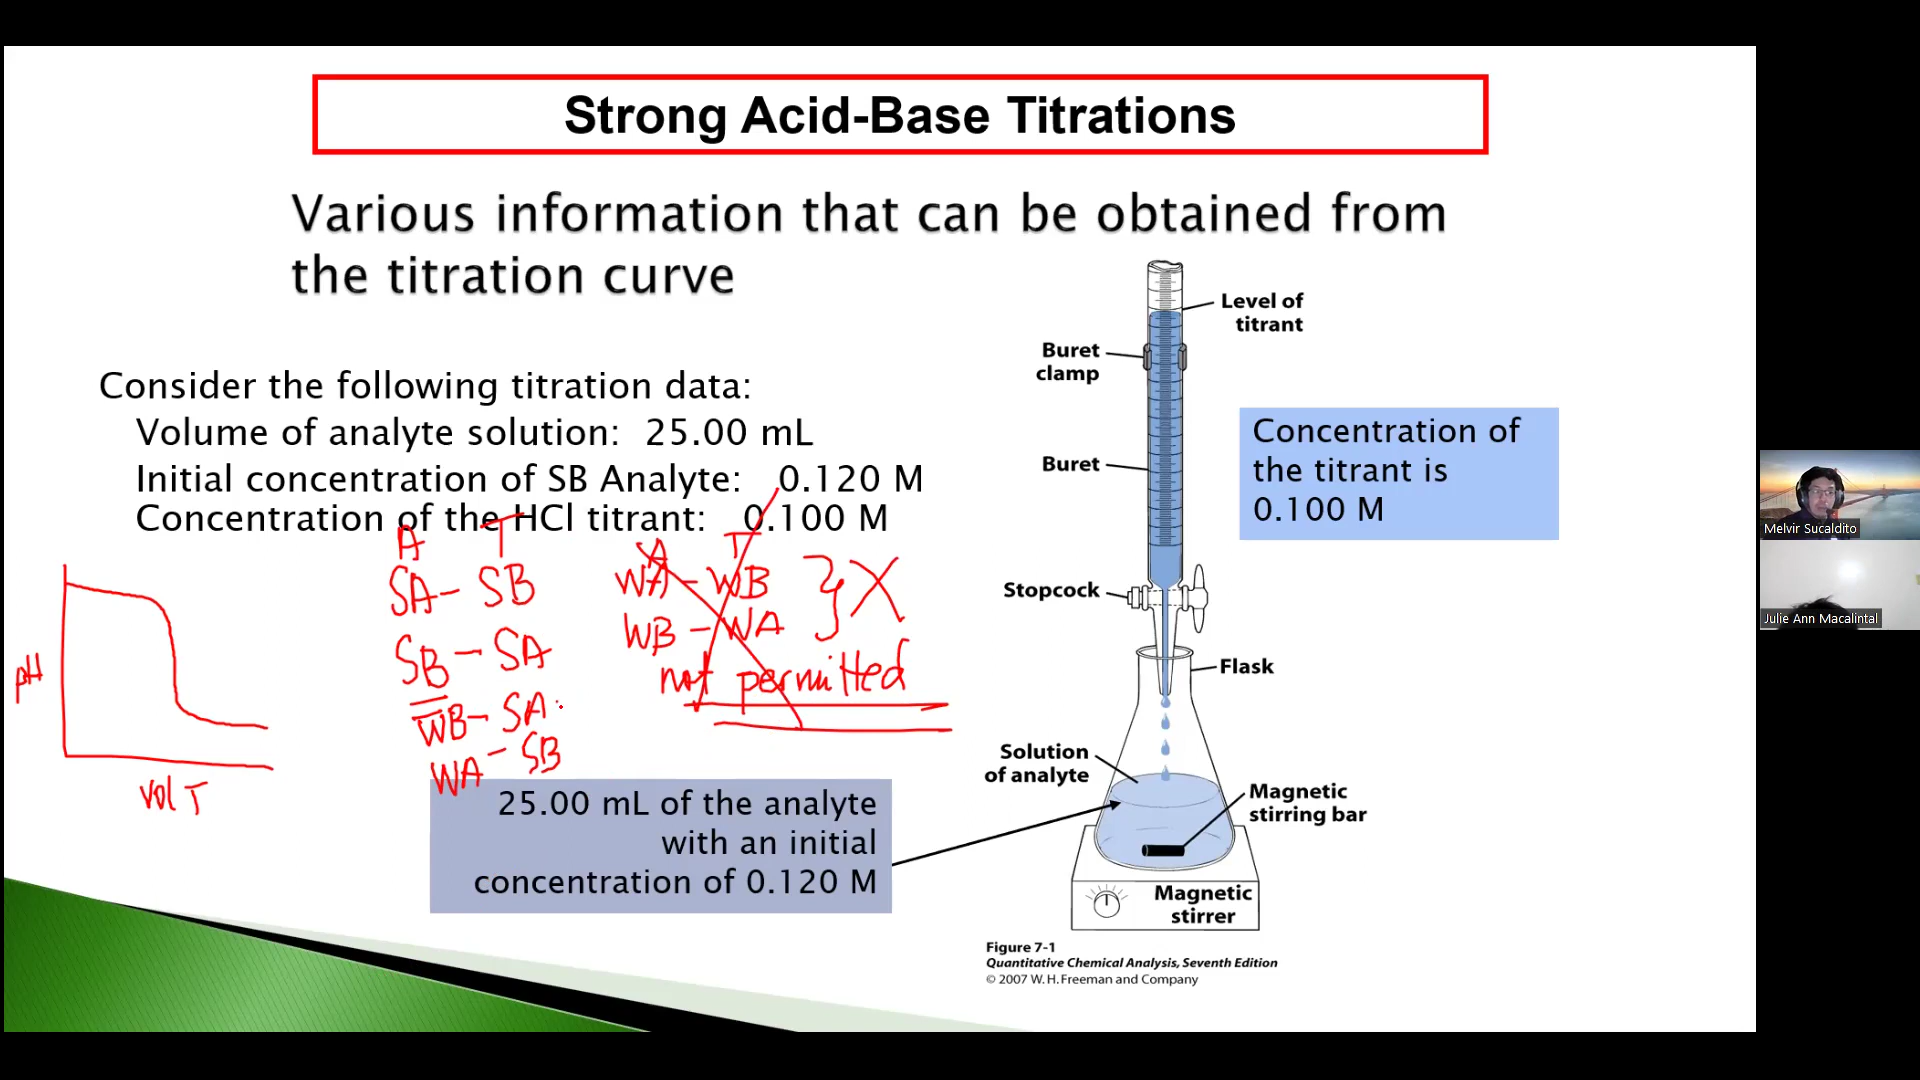 Strong Acid-Base Titrations
Various information that can be obtained from
the titration curve
Consider the following titration data:
Volume of analyte solution: 25.00 mL
Initial concentration of SB Analyte: 0.120 M
Concentration of the HCl titrant: 0.100 M
A T
SA - SB
SB - SA
WB - SA
WA - SB
A T
WA - WB } X
WB - WA
not permitted
pH
vol T
25.00 mL of the analyte
with an initial
concentration of 0.120 M
Level of
titrant
Buret
clamp
Buret
Stopcock
Flask
Solution
of analyte
Magnetic
stirring bar
Magnetic
stirrer
Concentration of
the titrant is
0.100 M
Figure 7-1
Quantitative Chemical Analysis, Seventh Edition
© 2007 W. H. Freeman and Company
Melvir Sucaldito
Julie Ann Macalintal